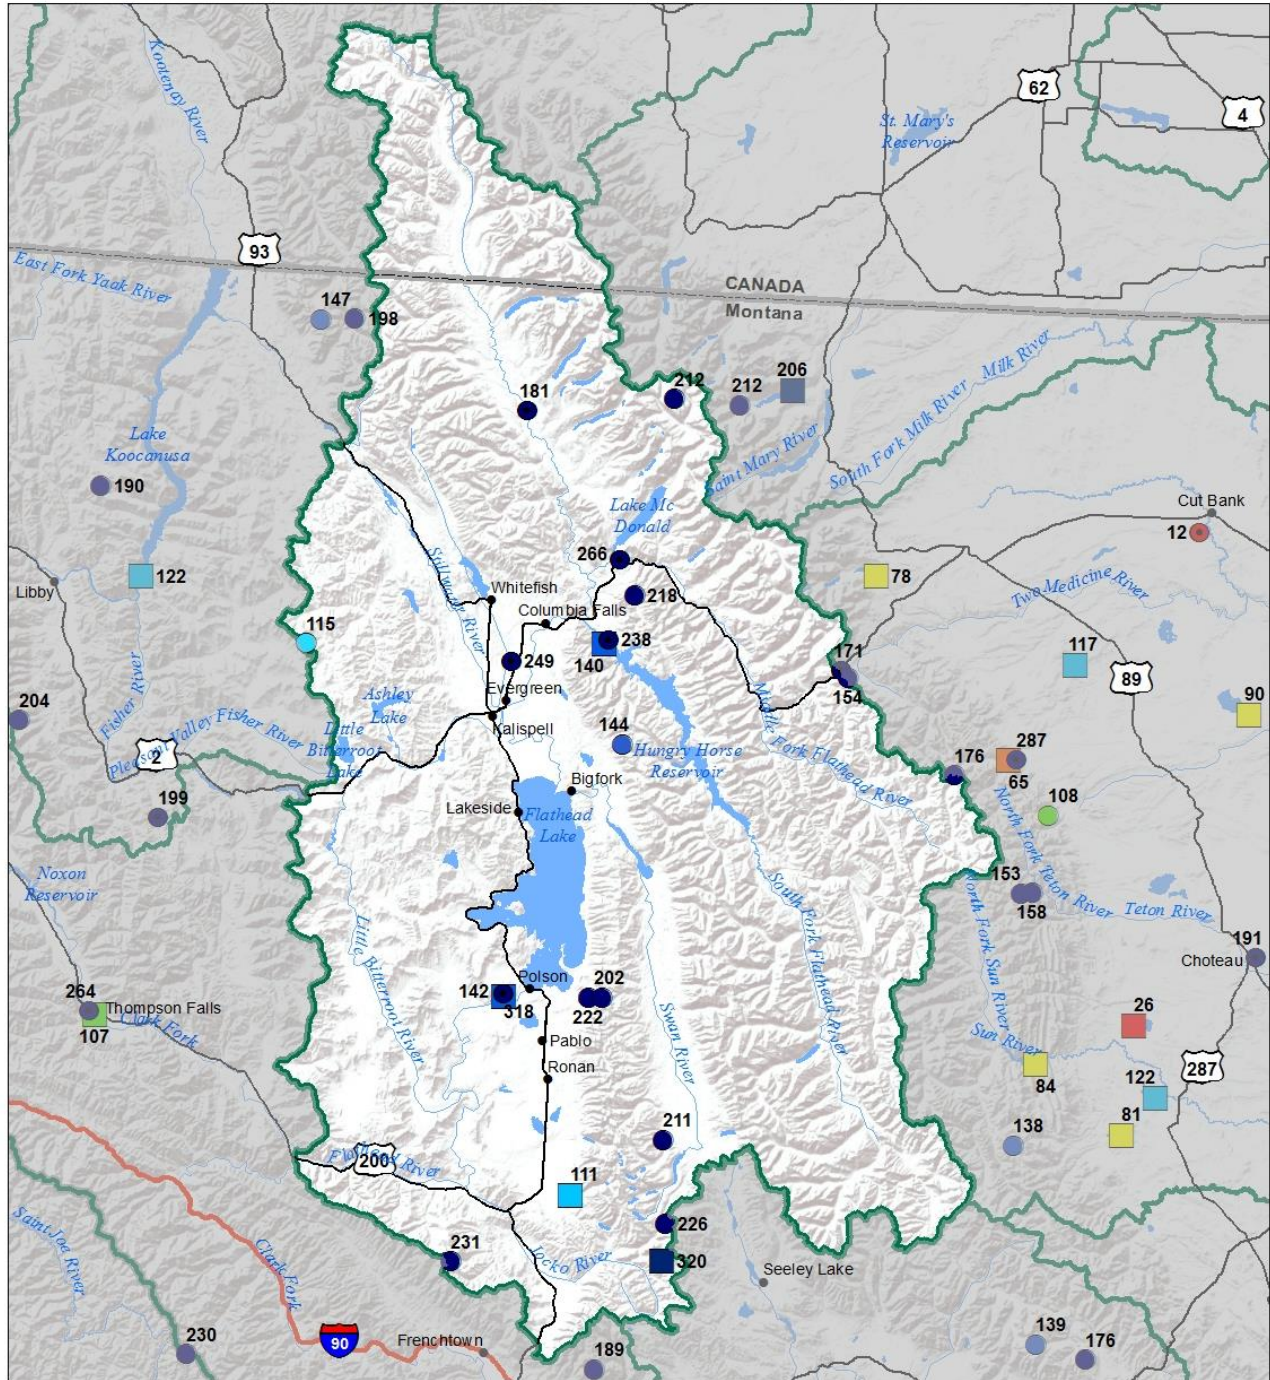 Kootenay River
62
4
St. Mary's
Reservoir
93
East Fork Yaak River
CANADA
Montana
147
198
Milk River
181
212
212
206
South Fork Milk River
Lake
Koocanusa
Saint Mary River
190
Lake Mc
Donald
Cut Bank
12
266
Stillwater River
122
Libby
Whitefish
218
78
Two Medicine River
Columbia Falls
115
238
140
171
117
249
89
Evergreen
154
90
204
Fisher River
Ashley
Lake
Middle Fork Flathead River
Pleasant Valley Fisher River
Little
Bitterroot
Lake
Kalispell
144
Hungry Horse
Reservoir
2
176
287
65
Bigfork
199
Lakeside
Flathead
Lake
108
North Fork Teton River
Noxon
Reservoir
153
158
Teton River
North Fork Sun River
South Fork Flathead River
Little Bitterroot River
191
Choteau
264
Thompson Falls
107
Clark Fork
142
Polson
318
202
222
Swan River
26
Pablo
Sun River
Ronan
84
287
122
81
211
138
Flathead River
200
111
226
Saint Joe River
231
Jocko River
320
Clark Fork
Seeley Lake
230
90
Frenchtown
189
139
176